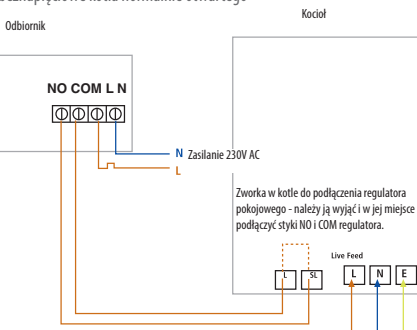 Kocioł
Odbiornik
NO COM L N
N Zasilanie 230V AC
L
Zworka w kotle do podłączenia regulatora
pokojowego - należy ją wyjąć i w jej miejsce
podłączyć styki NO i COM regulatora.
Live Feed
L SL L N E